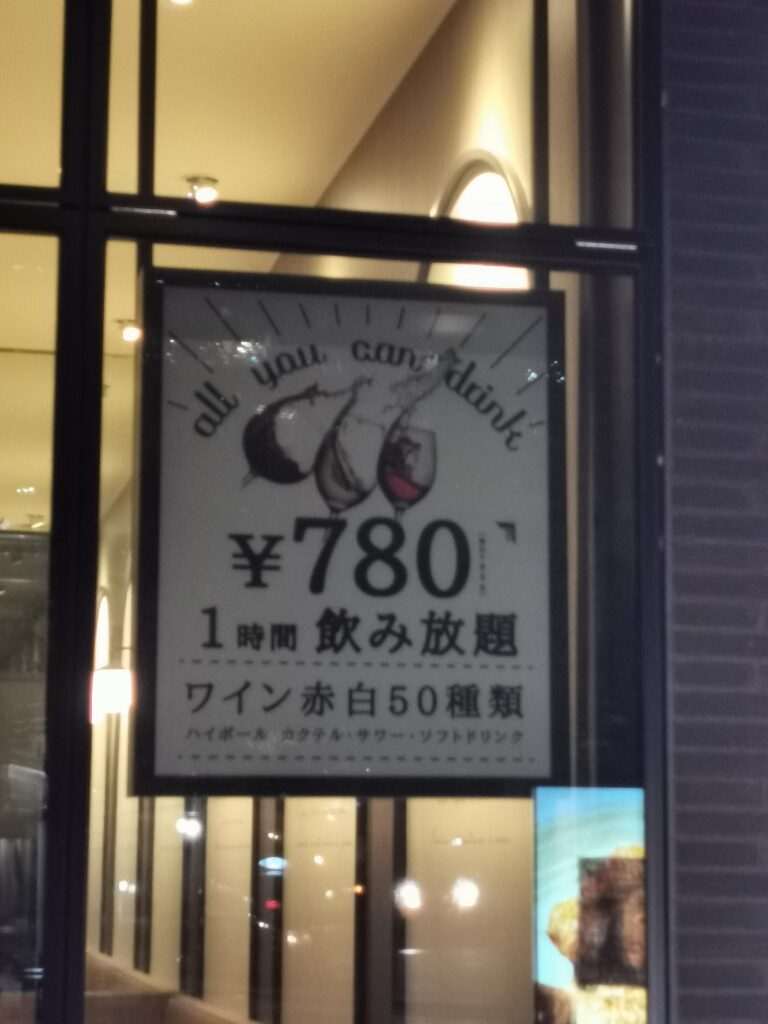 all you can drink
¥780
1時間 飲み放題
ワイン赤白50種類
ハイボール・カクテル・サワー・ソフトドリンク